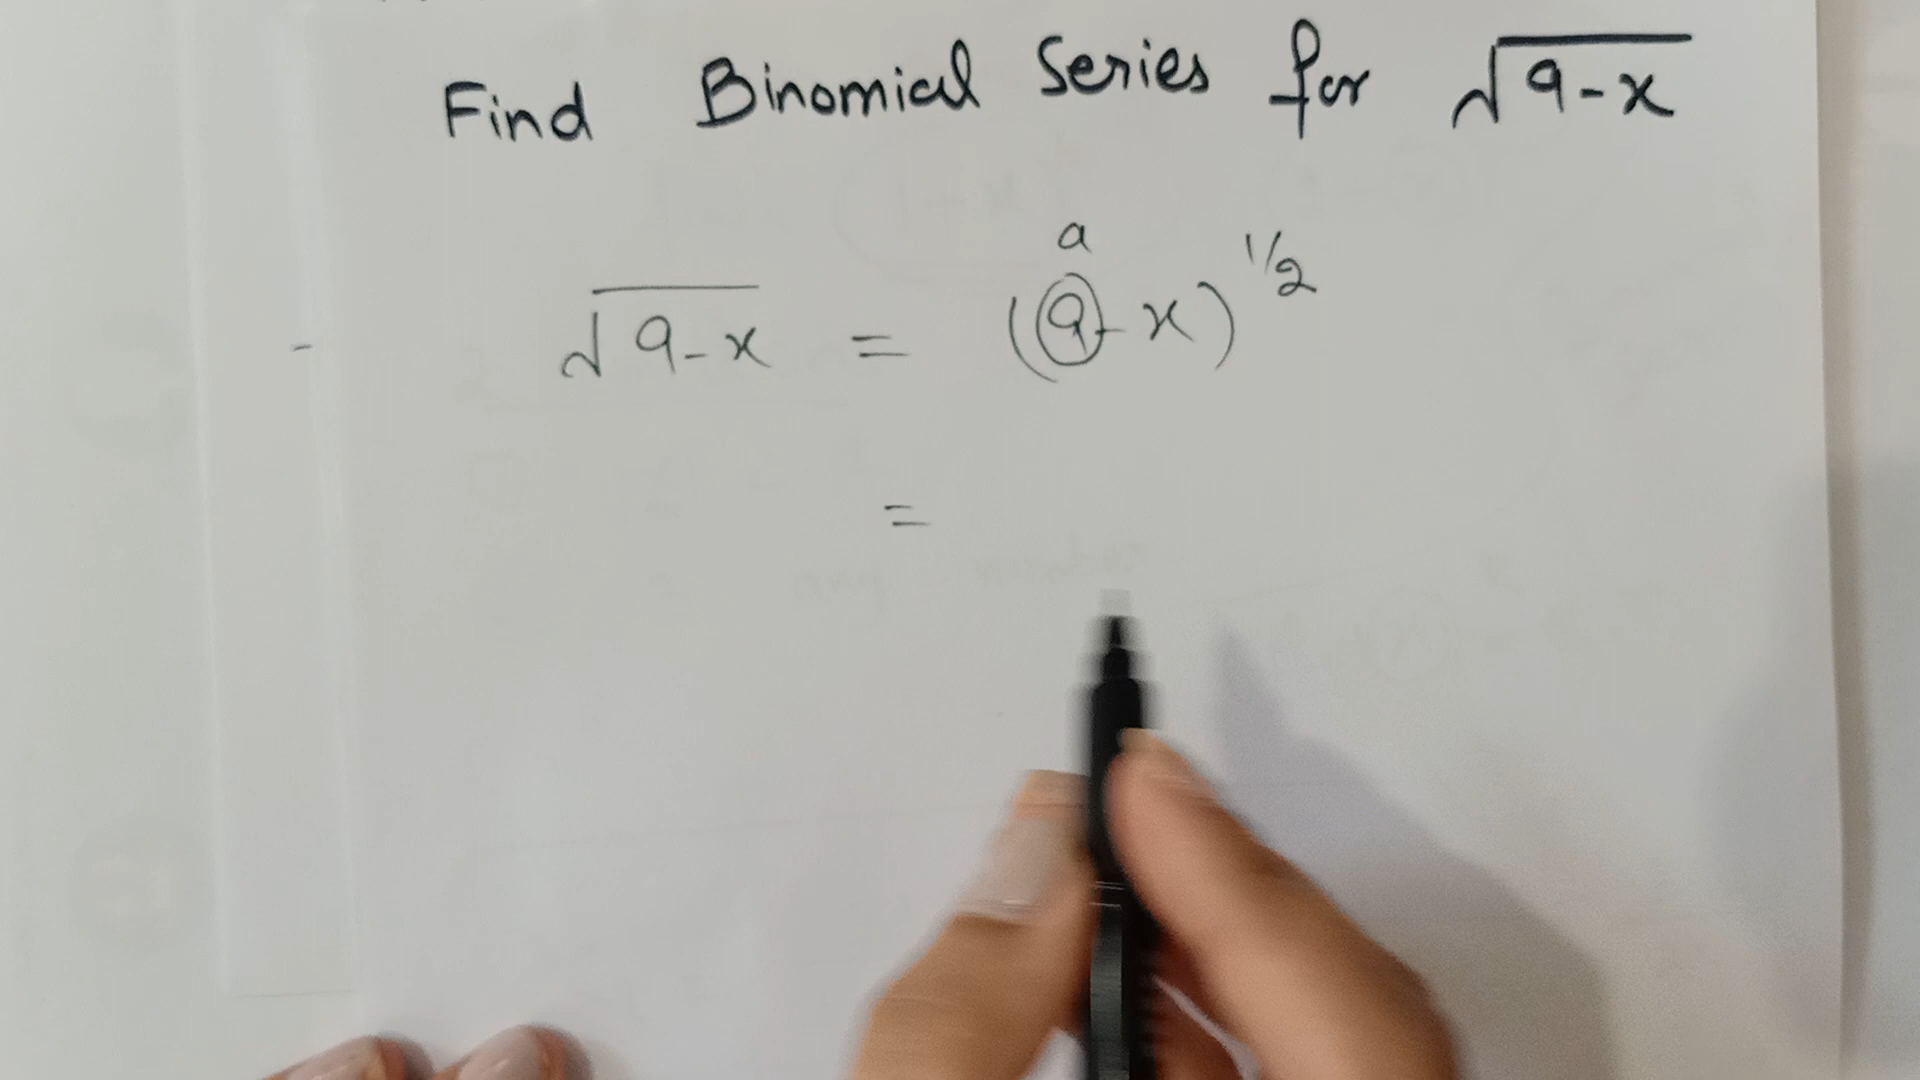 Find Binomial Series for √9-x
a
√9-x = (9-x)^1/2
=